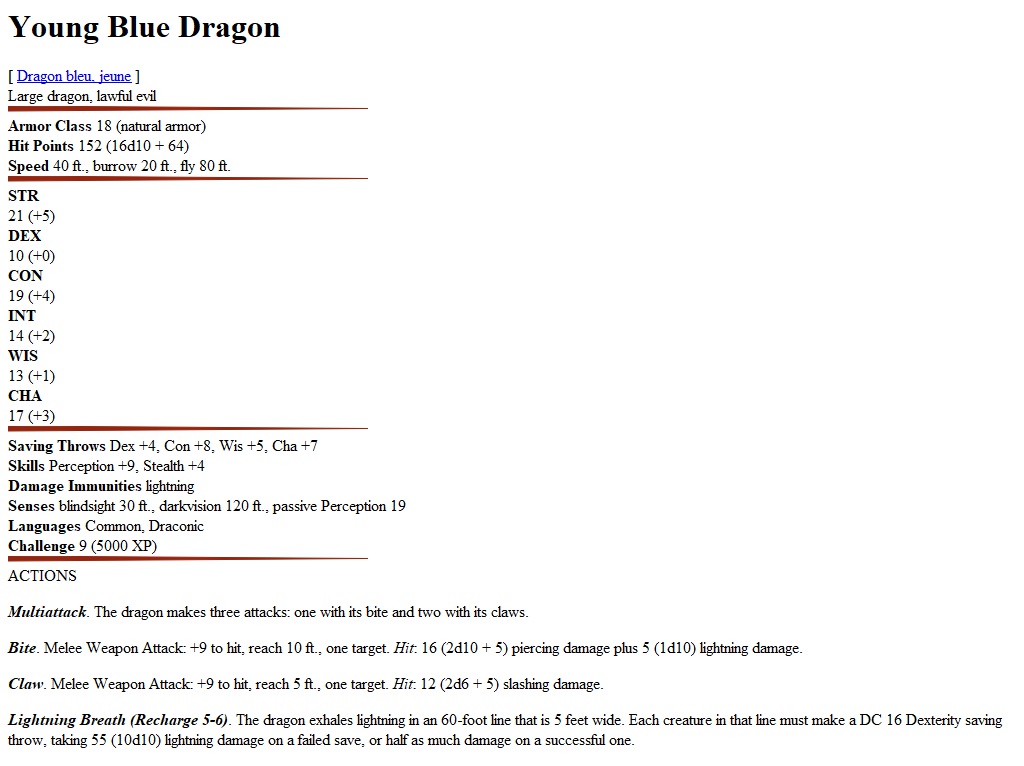 Young Blue Dragon
[ Dragon bleu, jeune ]
Large dragon, lawful evil
Armor Class 18 (natural armor)
Hit Points 152 (16d10 + 64)
Speed 40 ft., burrow 20 ft., fly 80 ft.
STR
21 (+5)
DEX
10 (+0)
CON
19 (+4)
INT
14 (+2)
WIS
13 (+1)
CHA
17 (+3)
Saving Throws Dex +4, Con +8, Wis +5, Cha +7
Skills Perception +9, Stealth +4
Damage Immunities lightning
Senses blindsight 30 ft., darkvision 120 ft., passive Perception 19
Languages Common, Draconic
Challenge 9 (5000 XP)
ACTIONS
Multiattack. The dragon makes three attacks: one with its bite and two with its claws.
Bite. Melee Weapon Attack: +9 to hit, reach 10 ft., one target. Hit: 16 (2d10 + 5) piercing damage plus 5 (1d10) lightning damage.
Claw. Melee Weapon Attack: +9 to hit, reach 5 ft., one target. Hit: 12 (2d6 + 5) slashing damage.
Lightning Breath (Recharge 5-6). The dragon exhales lightning in an 60-foot line that is 5 feet wide. Each creature in that line must make a DC 16 Dexterity saving
throw, taking 55 (10d10) lightning damage on a failed save, or half as much damage on a successful one.